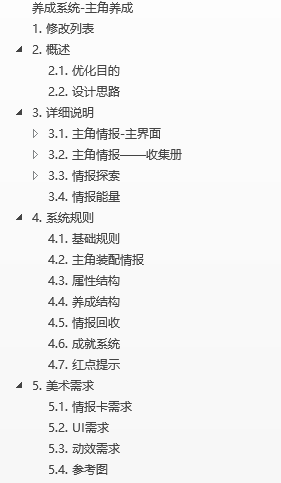 养成系统-主角养成
1. 修改列表
2. 概述
2.1. 优化目的
2.2. 设计思路
3. 详细说明
3.1. 主角情报-主界面
3.2. 主角情报——收集册
3.3. 情报探索
3.4. 情报能量
4. 系统规则
4.1. 基础规则
4.2. 主角装配情报
4.3. 属性结构
4.4. 养成结构
4.5. 情报回收
4.6. 成就系统
4.7. 红点提示
5. 美术需求
5.1. 情报卡需求
5.2. UI需求
5.3. 动效需求
5.4. 参考图